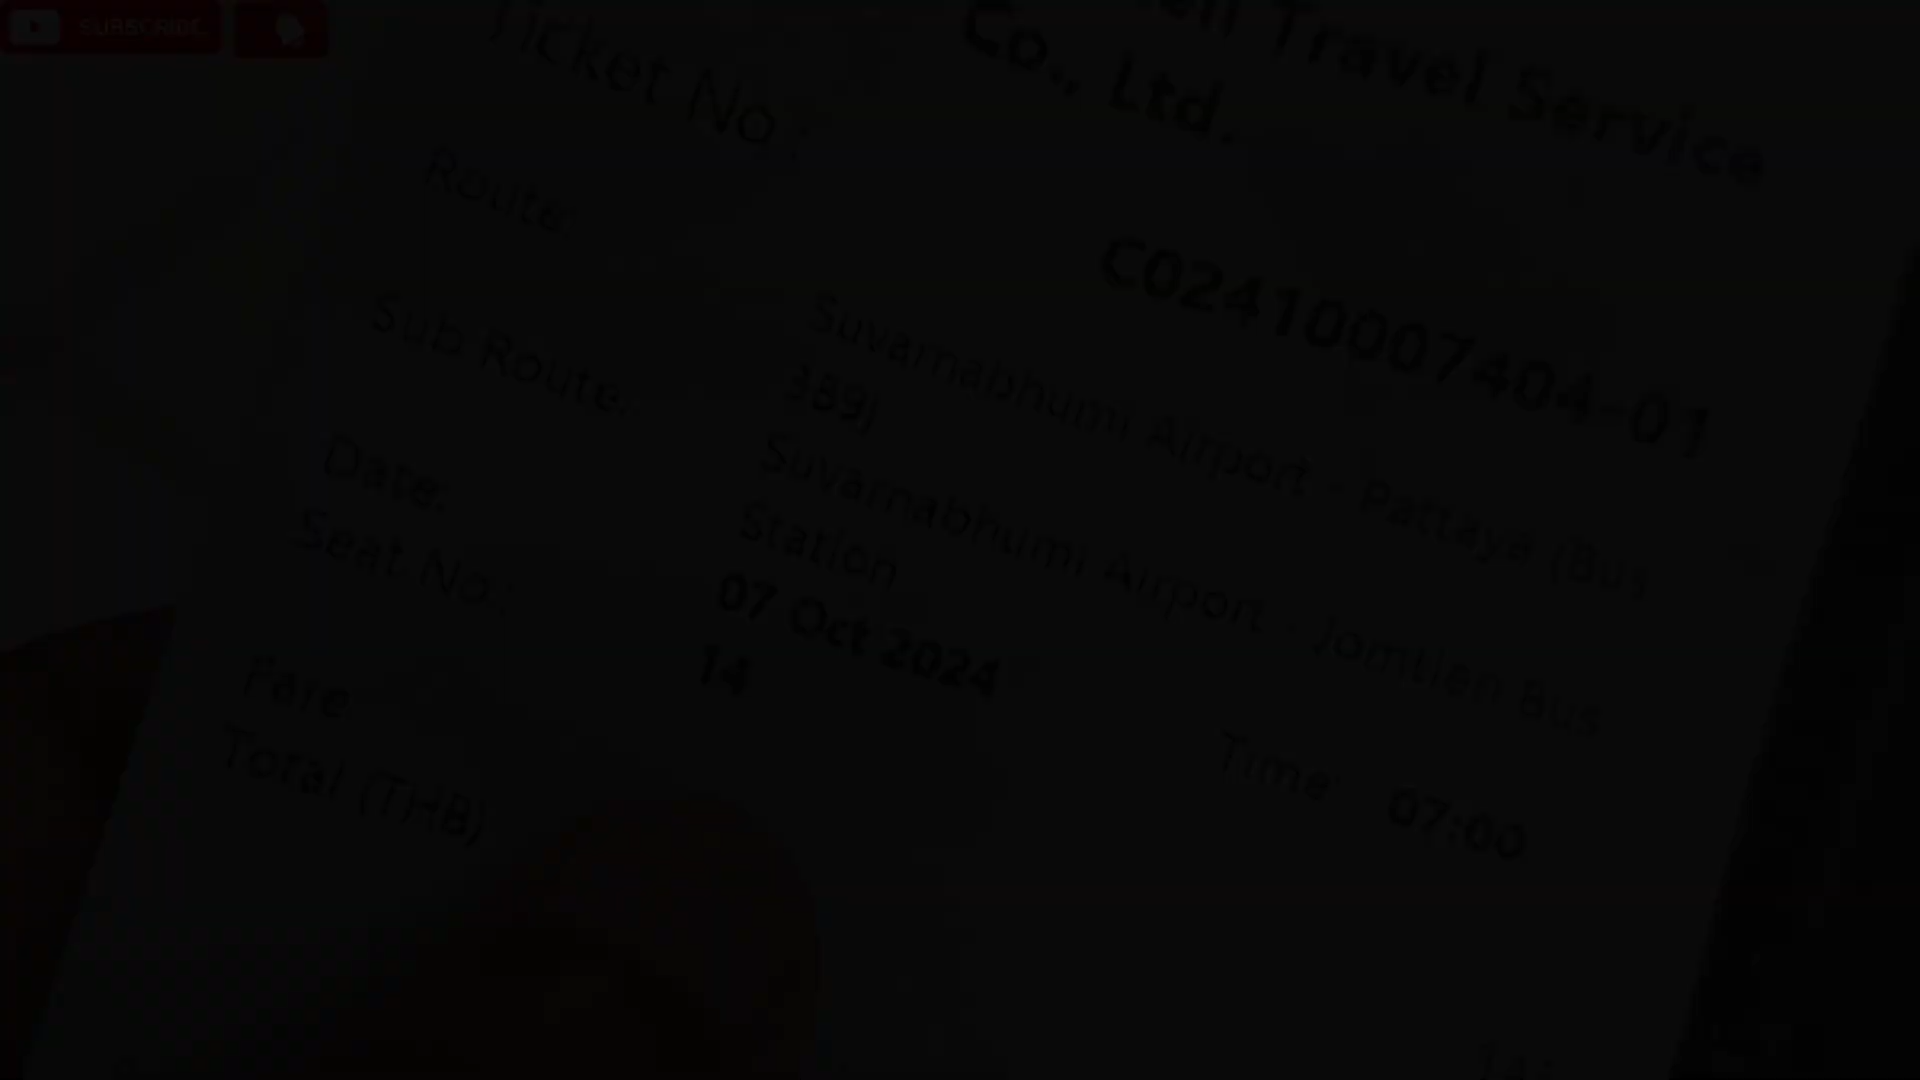 SUBSCRIBE
Travel Service
Co., Ltd.
Ticket No.:
C02410007404-01
Route:
Suvarnabhumi Airport - Pattaya (Bus
389)
Sub Route:
Suvarnabhumi Airport - Jomtien Bus
Station
Date:
07 Oct 2024
Time
07:00
Seat No.:
14
Fare
Total (THB)